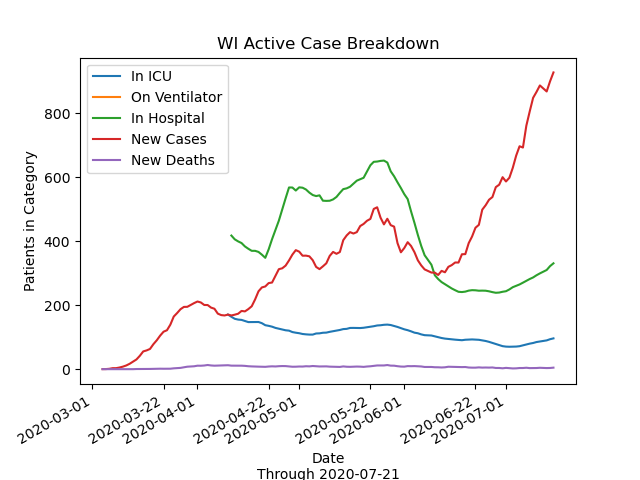 WI Active Case Breakdown
In ICU
On Ventilator
In Hospital
New Cases
New Deaths
Patients in Category
800
600
400
200
0
2020-03-01
2020-03-22
2020-04-01
2020-04-22
2020-05-01
2020-05-22
2020-06-01
2020-06-22
2020-07-01
Date
Through 2020-07-21